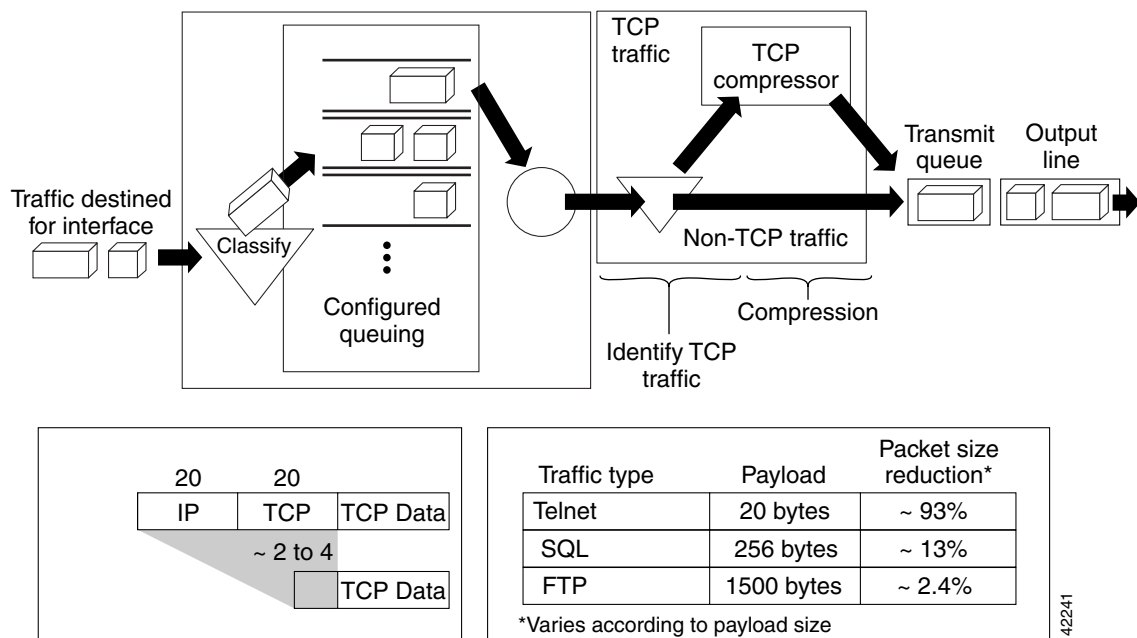 TCP
traffic
TCP
compressor
Transmit
queue
Output
line
Traffic destined
for interface
Classify
Non-TCP traffic
Configured
queuing
Compression
Identify TCP
traffic
20 20
IP TCP TCP Data
~ 2 to 4
TCP Data
Traffic type Payload Packet size
reduction*
Telnet 20 bytes ~ 93%
SQL 256 bytes ~ 13%
FTP 1500 bytes ~ 2.4%
*Varies according to payload size
42241